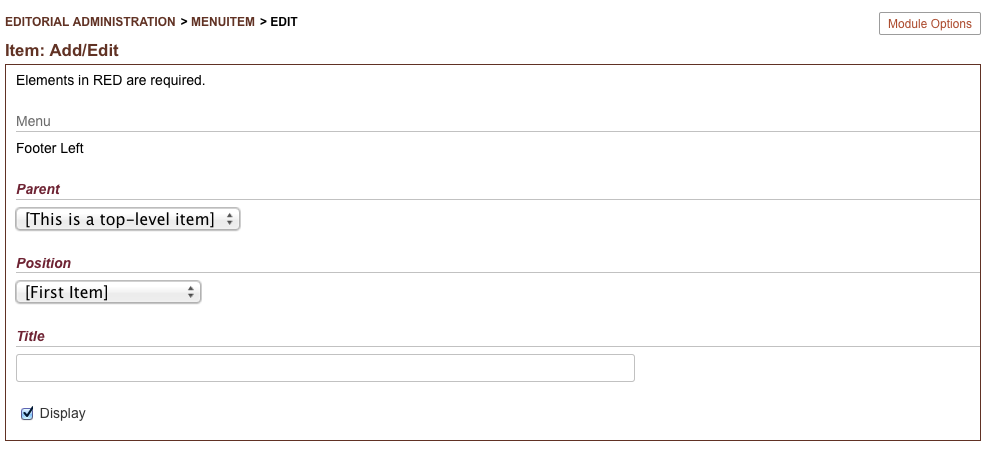 EDITORIAL ADMINISTRATION > MENUITEM > EDIT
Module Options
Item: Add/Edit
Elements in RED are required.
Menu
Footer Left
Parent
[This is a top-level item]
Position
[First Item]
Title
Display